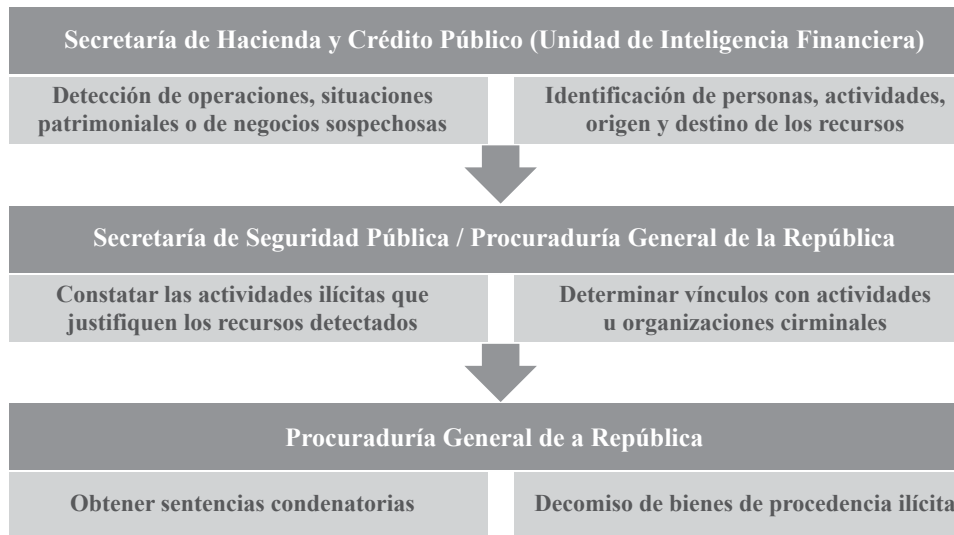 Secretaría de Hacienda y Crédito Público (Unidad de Inteligencia Financiera)
Detección de operaciones, situaciones
patrimoniales o de negocios sospechosas
Identificación de personas, actividades,
origen y destino de los recursos
Secretaría de Seguridad Pública / Procuraduría General de la República
Constatar las actividades ilícitas que
justifiquen los recursos detectados
Determinar vínculos con actividades
u organizaciones cirminales
Procuraduría General de a República
Obtener sentencias condenatorias
Decomiso de bienes de procedencia ilícita